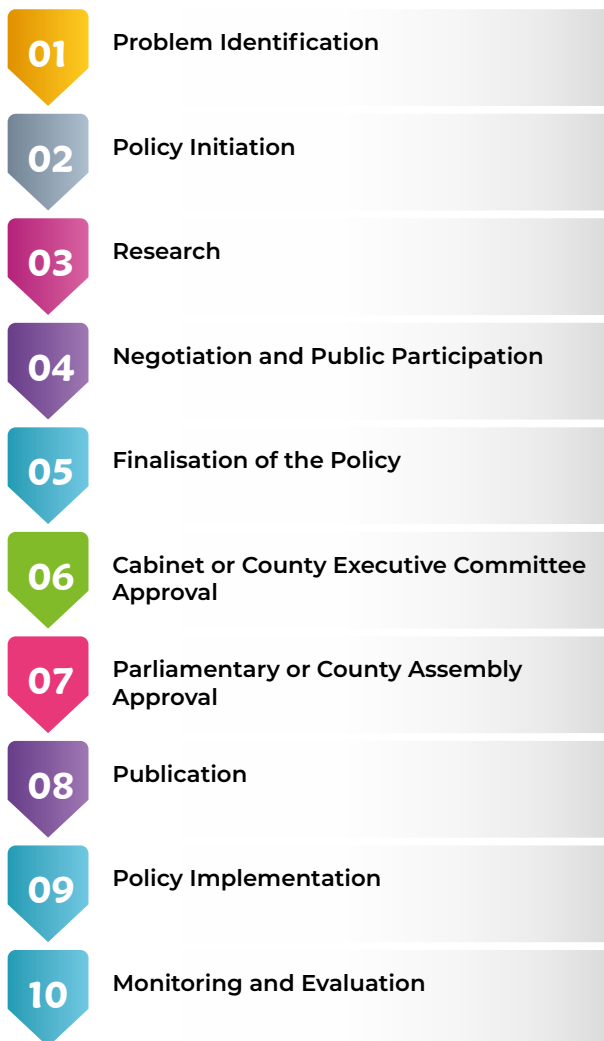 01
Problem Identification
02
Policy Initiation
03
Research
04
Negotiation and Public Participation
05
Finalisation of the Policy
06
Cabinet or County Executive Committee
Approval
07
Parliamentary or County Assembly
Approval
08
Publication
09
Policy Implementation
10
Monitoring and Evaluation